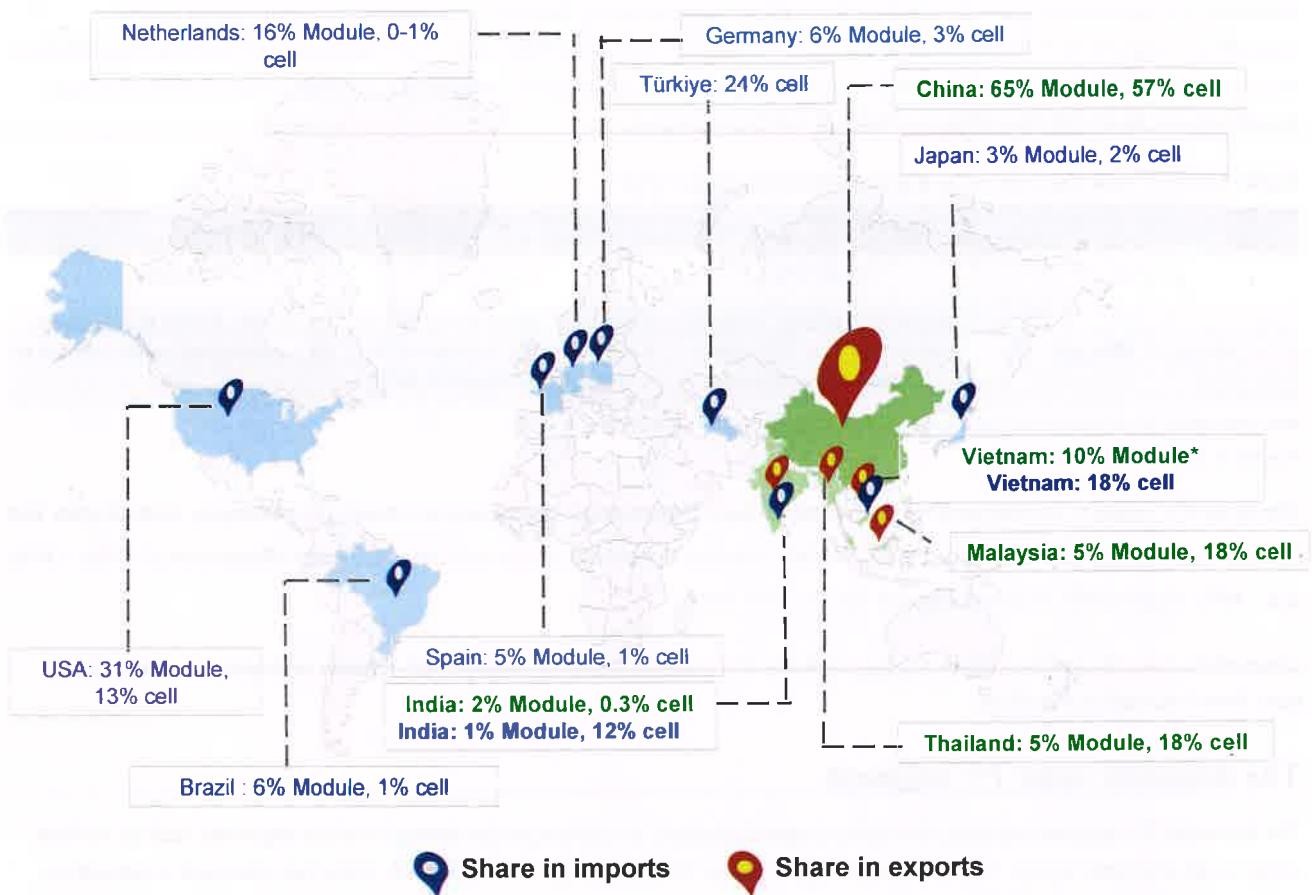 Netherlands: 16% Module, 0-1%
cell
Germany: 6% Module, 3% cell
Türkiye: 24% cell
China: 65% Module, 57% cell
Japan: 3% Module, 2% cell
Vietnam: 10% Module*
Vietnam: 18% cell
Malaysia: 5% Module, 18% cell
USA: 31% Module,
13% cell
Spain: 5% Module, 1% cell
India: 2% Module, 0.3% cell
India: 1% Module, 12% cell
Thailand: 5% Module, 18% cell
Brazil : 6% Module, 1% cell
Share in imports
Share in exports